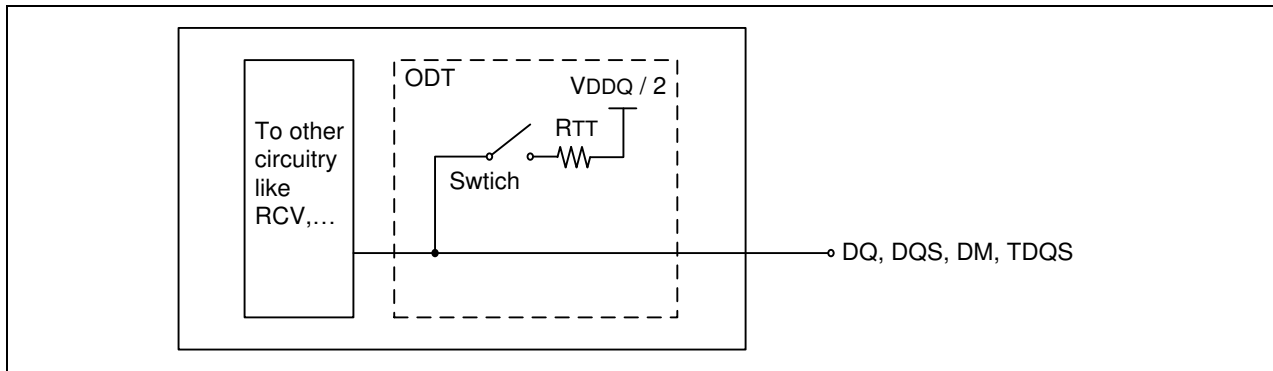 ODT
VDDQ / 2
RTT
Swtich
To other
circuitry
like
RCV,…
DQ, DQS, DM, TDQS